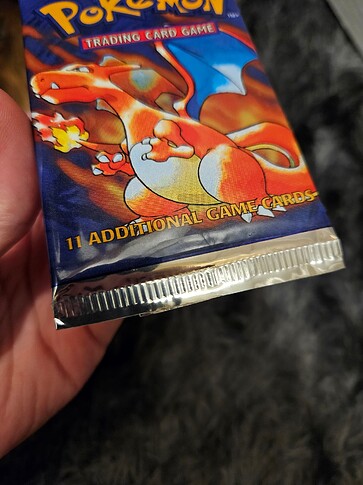 POKéMON
TRADING CARD GAME
11 ADDITIONAL GAME CARDS